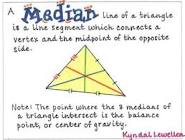 A Median line of a triangle
is a line segment which connects a
vertex and the midpoint of the opposite
side.
Note! The point where the 3 medians of
a triangle intersect is the balance
point, or center of gravity.
Kyndal Lewellen